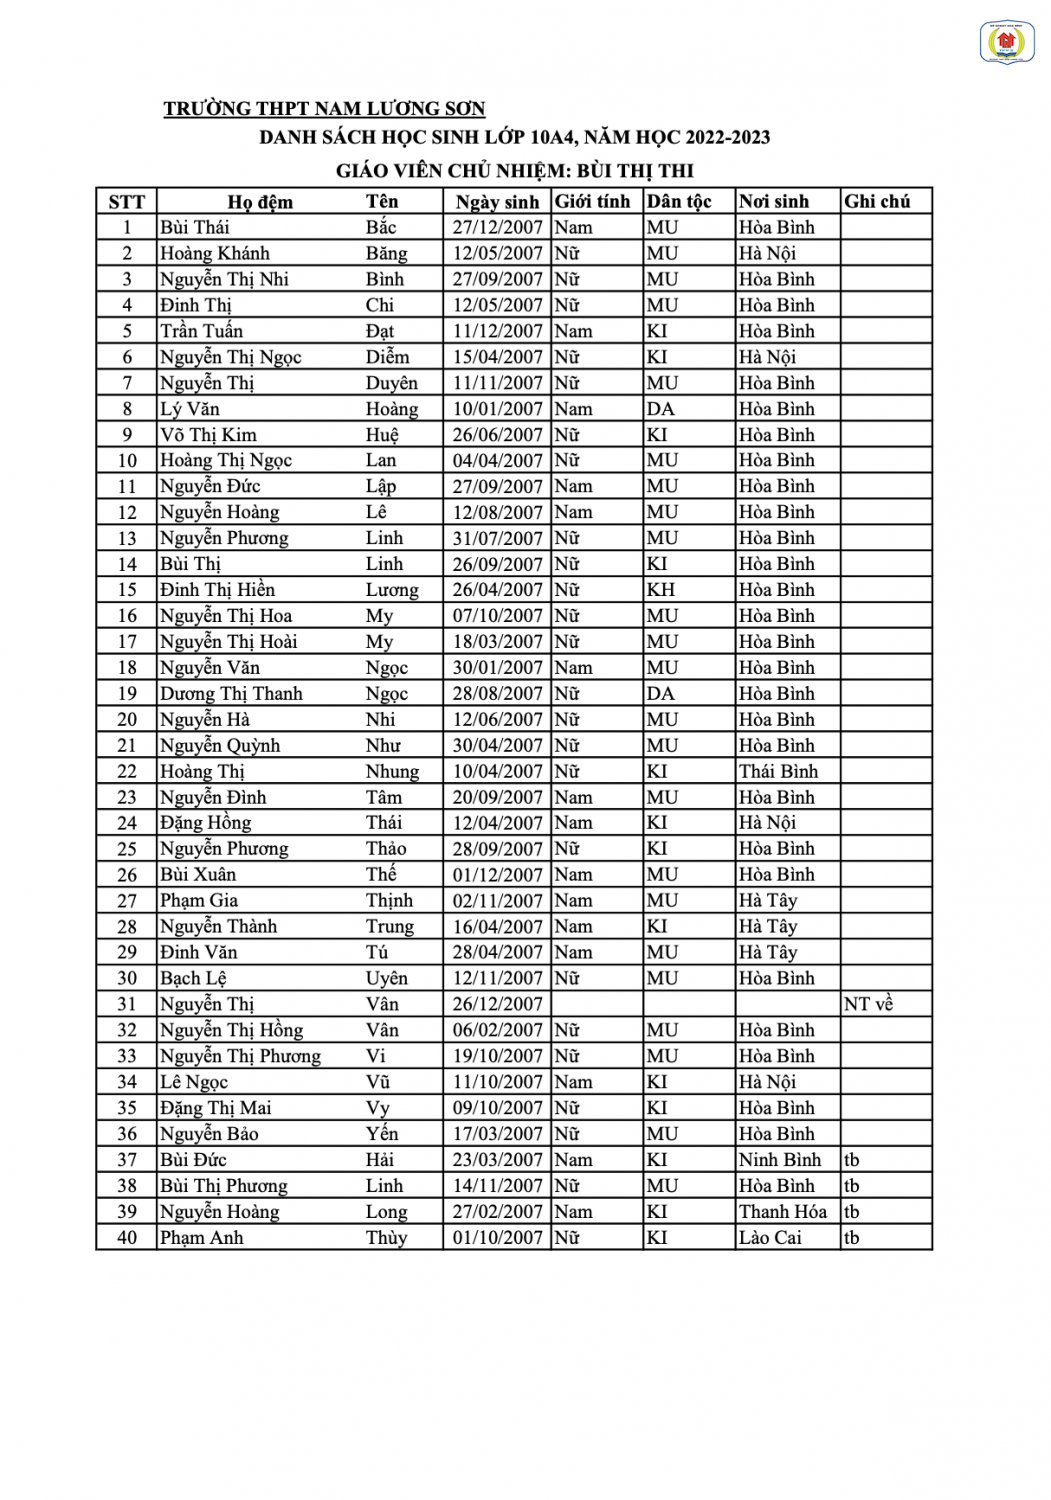 TRƯỜNG THPT NAM LƯƠNG SƠN
DANH SÁCH HỌC SINH LỚP 10A4, NĂM HỌC 2022-2023
GIÁO VIÊN CHỦ NHIỆM: BÙI THỊ THI
STT Họ đệm Tên Ngày sinh Giới tính Dân tộc Nơi sinh Ghi chú
1 Bùi Thái Bắc 27/12/2007 Nam MU Hòa Bình
2 Hoàng Khánh Băng 12/05/2007 Nữ MU Hà Nội
3 Nguyễn Thị Nhi Bình 27/09/2007 Nữ MU Hòa Bình
4 Đinh Thị Chi 12/05/2007 Nữ MU Hòa Bình
5 Trần Tuấn Đạt 11/12/2007 Nam KI Hòa Bình
6 Nguyễn Thị Ngọc Diễm 15/04/2007 Nữ KI Hà Nội
7 Nguyễn Thị Duyên 11/11/2007 Nữ MU Hòa Bình
8 Lý Văn Hoàng 10/01/2007 Nam DA Hòa Bình
9 Võ Thị Kim Huệ 26/06/2007 Nữ KI Hòa Bình
10 Hoàng Thị Ngọc Lan 04/04/2007 Nữ MU Hòa Bình
11 Nguyễn Đức Lập 27/09/2007 Nam MU Hòa Bình
12 Nguyễn Hoàng Lê 12/08/2007 Nam MU Hòa Bình
13 Nguyễn Phương Linh 31/07/2007 Nữ MU Hòa Bình
14 Bùi Thị Linh 26/09/2007 Nữ KI Hòa Bình
15 Đinh Thị Hiền Lương 26/04/2007 Nữ KH Hòa Bình
16 Nguyễn Thị Hoa My 07/10/2007 Nữ MU Hòa Bình
17 Nguyễn Thị Hoài My 18/03/2007 Nữ MU Hòa Bình
18 Nguyễn Văn Ngọc 30/01/2007 Nam MU Hòa Bình
19 Dương Thị Thanh Ngọc 28/08/2007 Nữ DA Hòa Bình
20 Nguyễn Hà Nhi 12/06/2007 Nữ MU Hòa Bình
21 Nguyễn Quỳnh Như 30/04/2007 Nữ MU Hòa Bình
22 Hoàng Thị Nhung 10/04/2007 Nữ KI Thái Bình
23 Nguyễn Đình Tâm 20/09/2007 Nam MU Hòa Bình
24 Đặng Hồng Thái 12/04/2007 Nam KI Hà Nội
25 Nguyễn Phương Thảo 28/09/2007 Nữ KI Hòa Bình
26 Bùi Xuân Thế 01/12/2007 Nam MU Hòa Bình
27 Phạm Gia Thịnh 02/11/2007 Nam MU Hà Tây
28 Nguyễn Thành Trung 16/04/2007 Nam KI Hà Tây
29 Đinh Văn Tú 28/04/2007 Nam MU Hà Tây
30 Bạch Lệ Uyên 12/11/2007 Nữ MU Hòa Bình
31 Nguyễn Thị Vân 26/12/2007 NT về
32 Nguyễn Thị Hồng Vân 06/02/2007 Nữ MU Hòa Bình
33 Nguyễn Thị Phương Vi 19/10/2007 Nữ MU Hòa Bình
34 Lê Ngọc Vũ 11/10/2007 Nam KI Hà Nội
35 Đặng Thị Mai Vy 09/10/2007 Nữ KI Hòa Bình
36 Nguyễn Bảo Yến 17/03/2007 Nữ MU Hòa Bình
37 Bùi Đức Hải 23/03/2007 Nam KI Ninh Bình tb
38 Bùi Thị Phương Linh 14/11/2007 Nữ MU Hòa Bình tb
39 Nguyễn Hoàng Long 27/02/2007 Nam KI Thanh Hóa tb
40 Phạm Anh Thùy 01/10/2007 Nữ KI Lào Cai tb